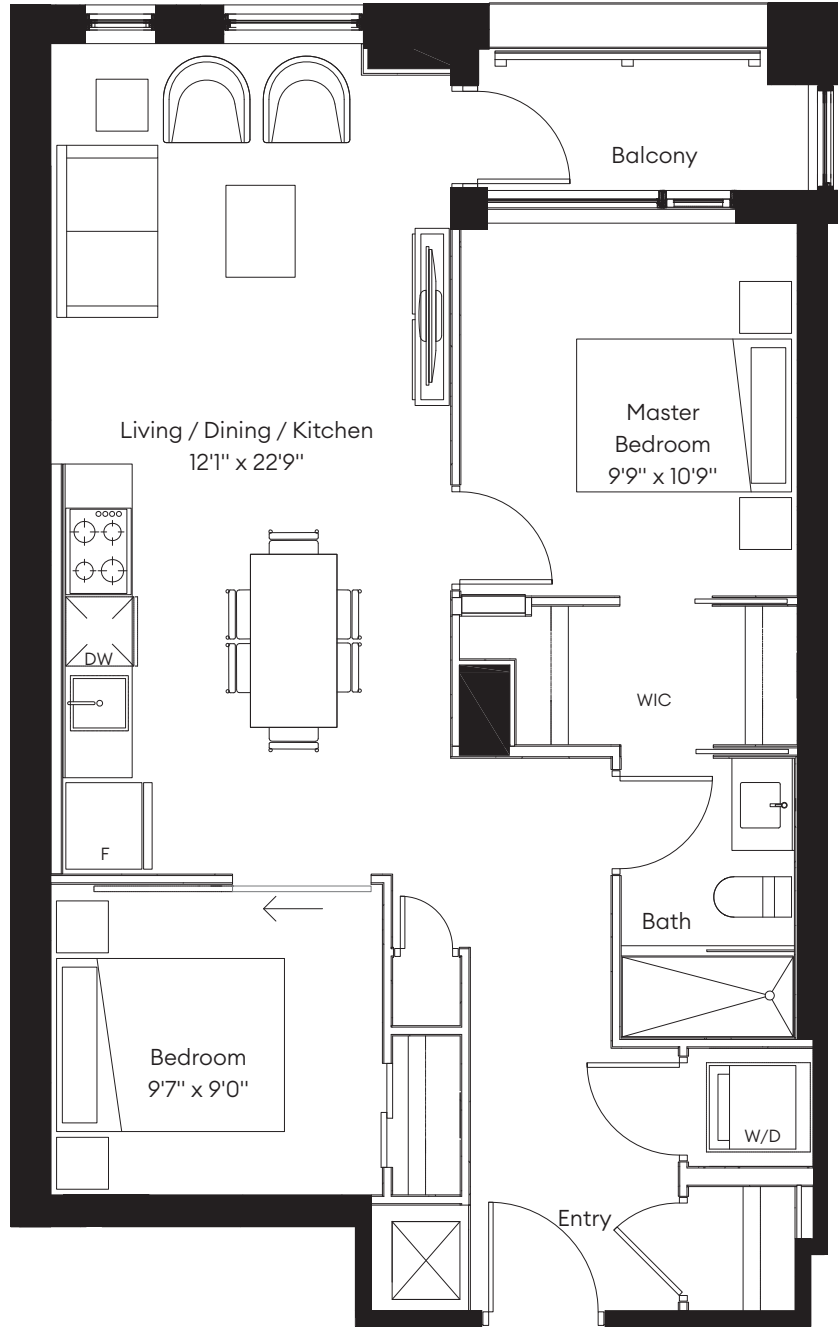 Balcony
Living / Dining / Kitchen
12'1" x 22'9"
Master
Bedroom
9'9" x 10'9"
DW
WIC
F
Bath
Bedroom
9'7" x 9'0"
W/D
Entry